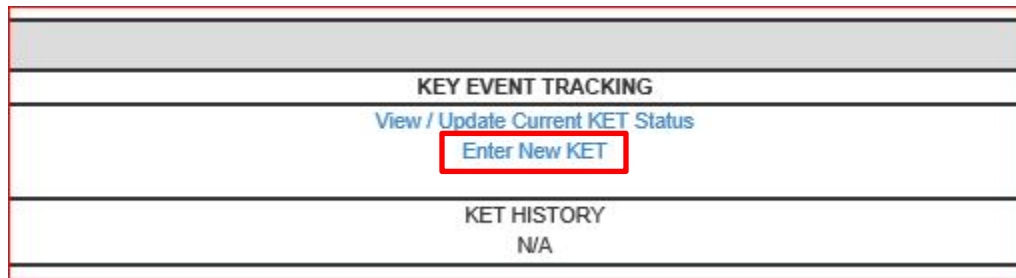 KEY EVENT TRACKING
View / Update Current KET Status
Enter New KET
KET HISTORY
N/A